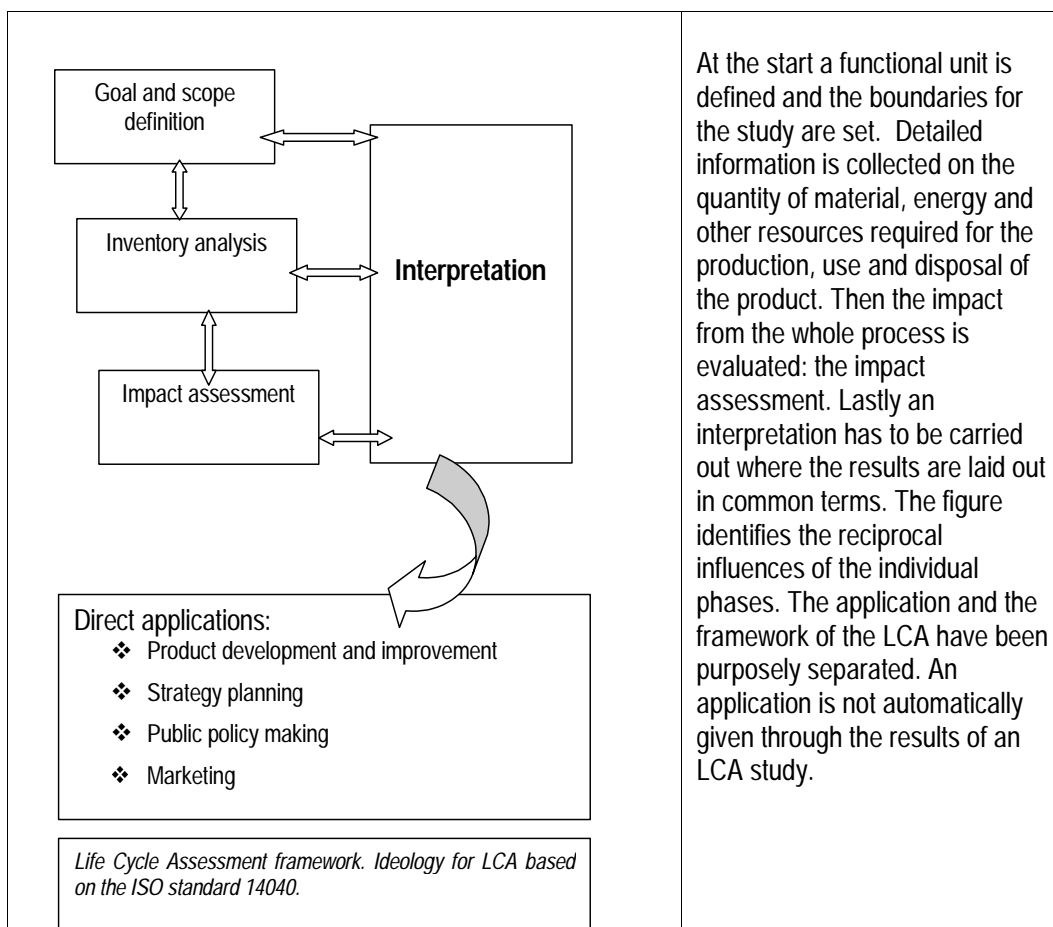 Goal and scope
definition
Inventory analysis
Impact assessment
Interpretation
Direct applications:
❖ Product development and improvement
❖ Strategy planning
❖ Public policy making
❖ Marketing
Life Cycle Assessment framework. Ideology for LCA based
on the ISO standard 14040.
At the start a functional unit is
defined and the boundaries for
the study are set.  Detailed
information is collected on the
quantity of material, energy and
other resources required for the
production, use and disposal of
the product. Then the impact
from the whole process is
evaluated: the impact
assessment. Lastly an
interpretation has to be carried
out where the results are laid out
in common terms. The figure
identifies the reciprocal
influences of the individual
phases. The application and the
framework of the LCA have been
purposely separated. An
application is not automatically
given through the results of an
LCA study.